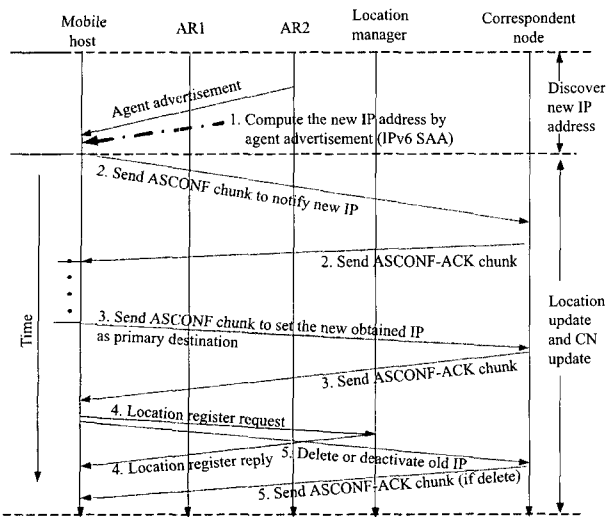 Mobile
host
AR1
AR2
Location
manager
Correspondent
node
Agent advertisement
Discover
new IP
address
1. Compute the new IP address by
agent advertisement (IPv6 SAA)
2. Send ASCONF chunk to notify new IP
2. Send ASCONF-ACK chunk
Time
3. Send ASCONF chunk to set the new obtained IP
as primary destination
Location
update
and CN
update
3. Send ASCONF-ACK chunk
4. Location register request
4. Location register reply
5. Delete or deactivate old IP
5. Send ASCONF-ACK chunk (if delete)